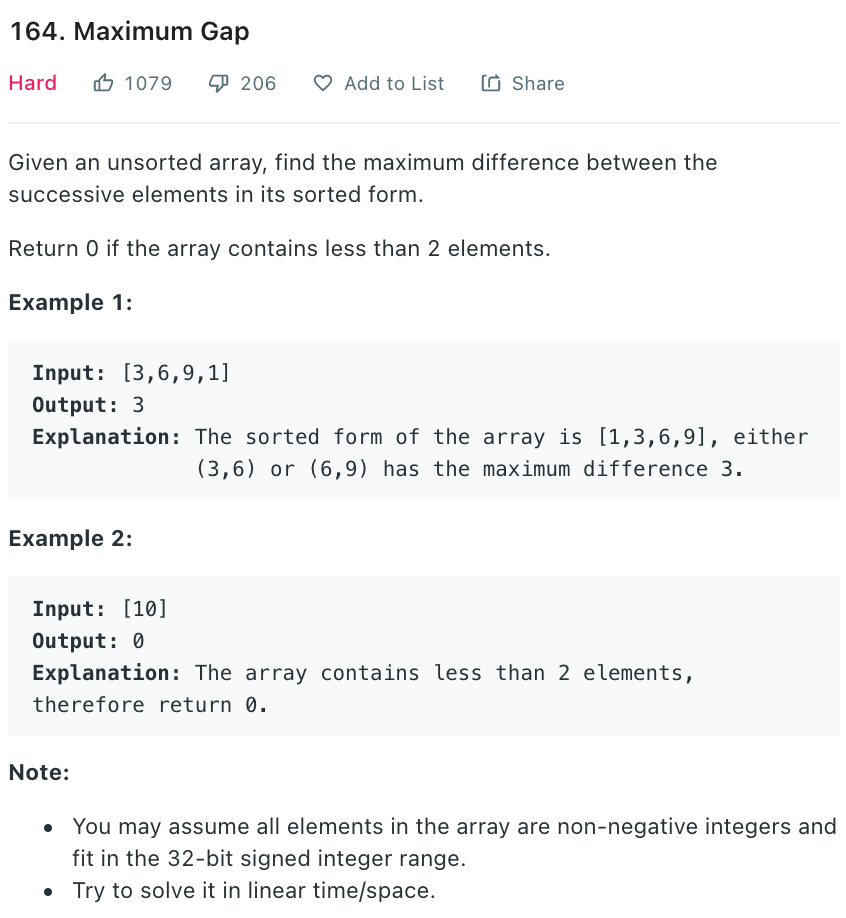 164. Maximum Gap
Hard 1079 206 Add to List Share
Given an unsorted array, find the maximum difference between the
successive elements in its sorted form.
Return 0 if the array contains less than 2 elements.
Example 1:
Input: [3,6,9,1]
Output: 3
Explanation: The sorted form of the array is [1,3,6,9], either
(3,6) or (6,9) has the maximum difference 3.
Example 2:
Input: [10]
Output: 0
Explanation: The array contains less than 2 elements,
therefore return 0.
Note:
• You may assume all elements in the array are non-negative integers and
fit in the 32-bit signed integer range.
• Try to solve it in linear time/space.